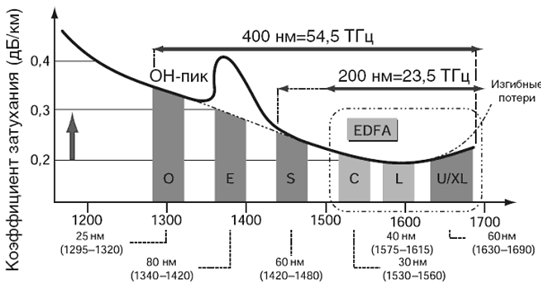 Коэффициент затухания (дБ/км)
400 нм=54,5 ТГц
ОН-пик
200 нм=23,5 ТГц
Изгибные
потери
EDFA
0,4
0,3
0,2
O E S C L U/XL
1200 1300 1400 1500 1600 1700
25 нм
(1295–1320)
80 нм
(1340–1420)
60 нм
(1420–1480)
40 нм
(1575–1615)
30 нм
(1530–1560)
60 нм
(1630–1690)